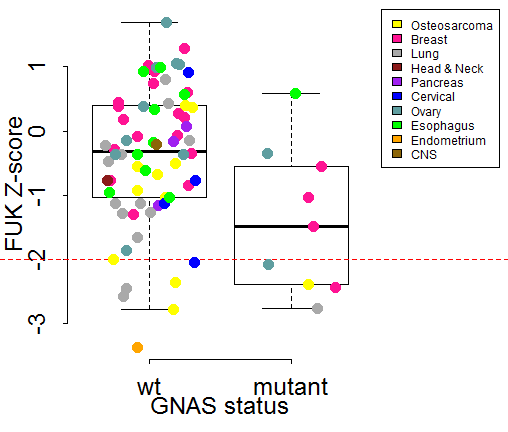 Osteosarcoma
Breast
Lung
Head & Neck
Pancreas
Cervical
Ovary
Esophagus
Endometrium
CNS
FUK Z-score
1
0
-1
-2
-3
wt
mutant
GNAS status